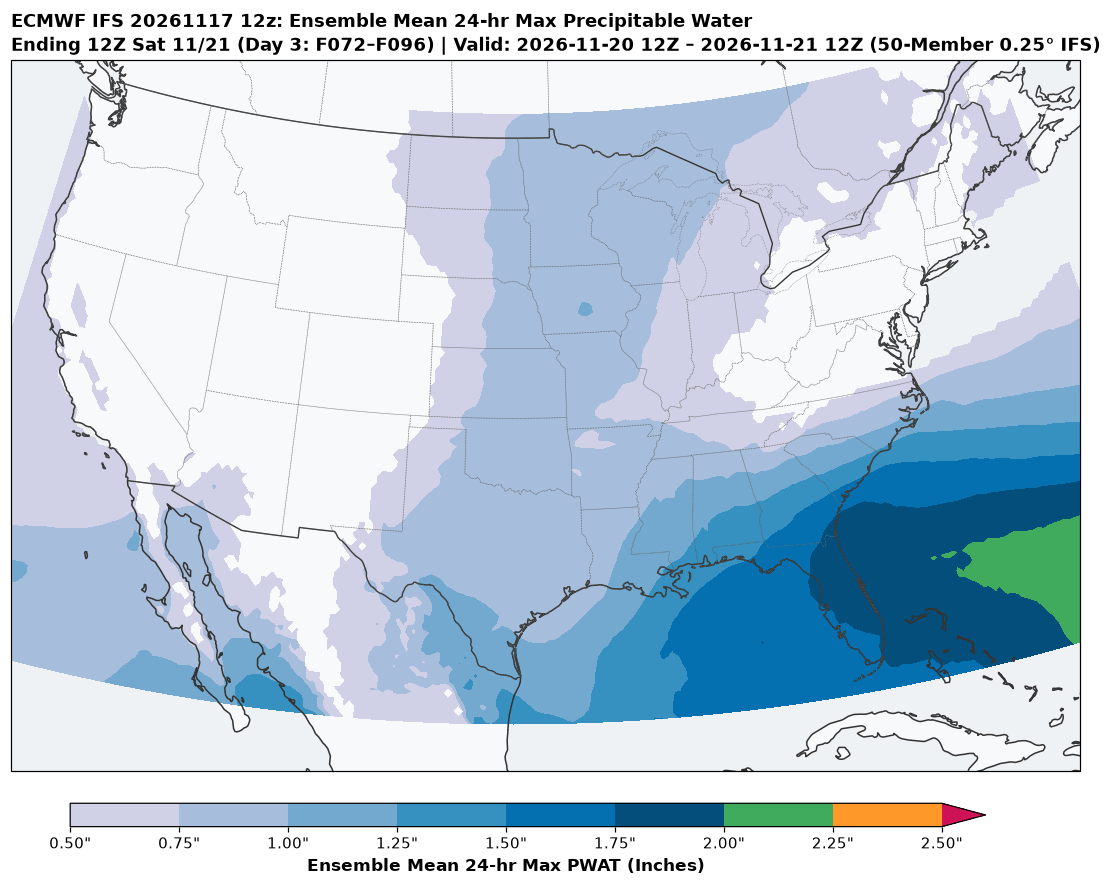 ECMWF IFS 20261117 12z: Ensemble Mean 24-hr Max Precipitable Water
Ending 12Z Sat 11/21 (Day 3: F072–F096) | Valid: 2026-11-20 12Z – 2026-11-21 12Z (50-Member 0.25° IFS)
0.50" 0.75" 1.00" 1.25" 1.50" 1.75" 2.00" 2.25" 2.50"
Ensemble Mean 24-hr Max PWAT (Inches)